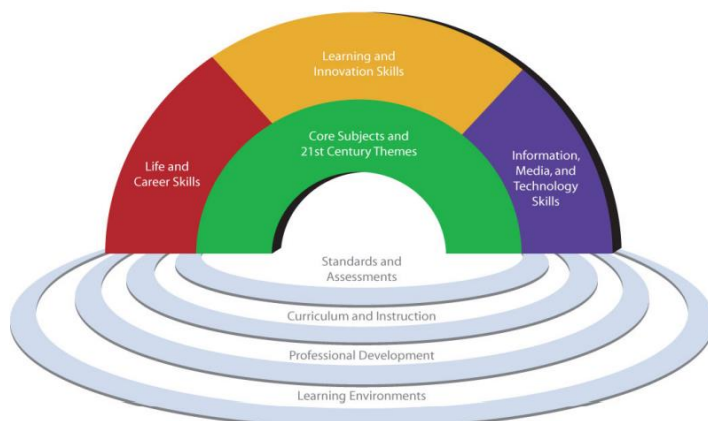 Learning and
Innovation Skills
Core Subjects and
21st Century Themes
Life and
Career Skills
Information,
Media, and
Technology
Skills
Standards and
Assessments
Curriculum and Instruction
Professional Development
Learning Environments